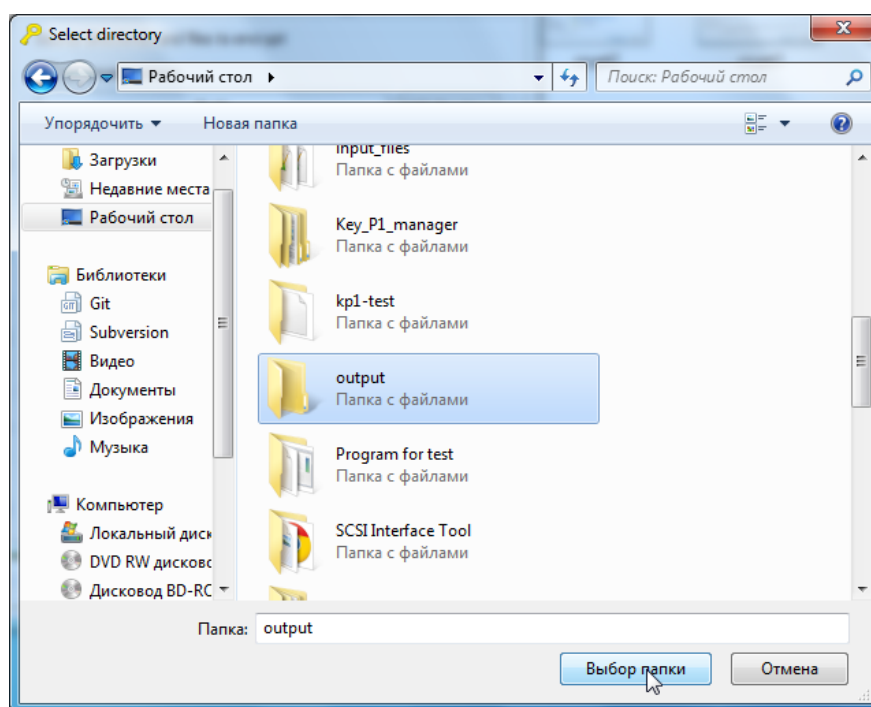 Select directory
Рабочий стол
Поиск: Рабочий стол
Упорядочить
Новая папка
Загрузки
Недавние места
Рабочий стол
Библиотеки
Git
Subversion
Видео
Документы
Изображения
Музыка
Компьютер
Локальный диск
DVD RW дисково
Дисковод BD-RO
input_files
Папка с файлами
Key_P1_manager
Папка с файлами
kp1-test
Папка с файлами
output
Папка с файлами
Program for test
Папка с файлами
SCSI Interface Tool
Папка с файлами
Папка: output
Выбор папки
Отмена